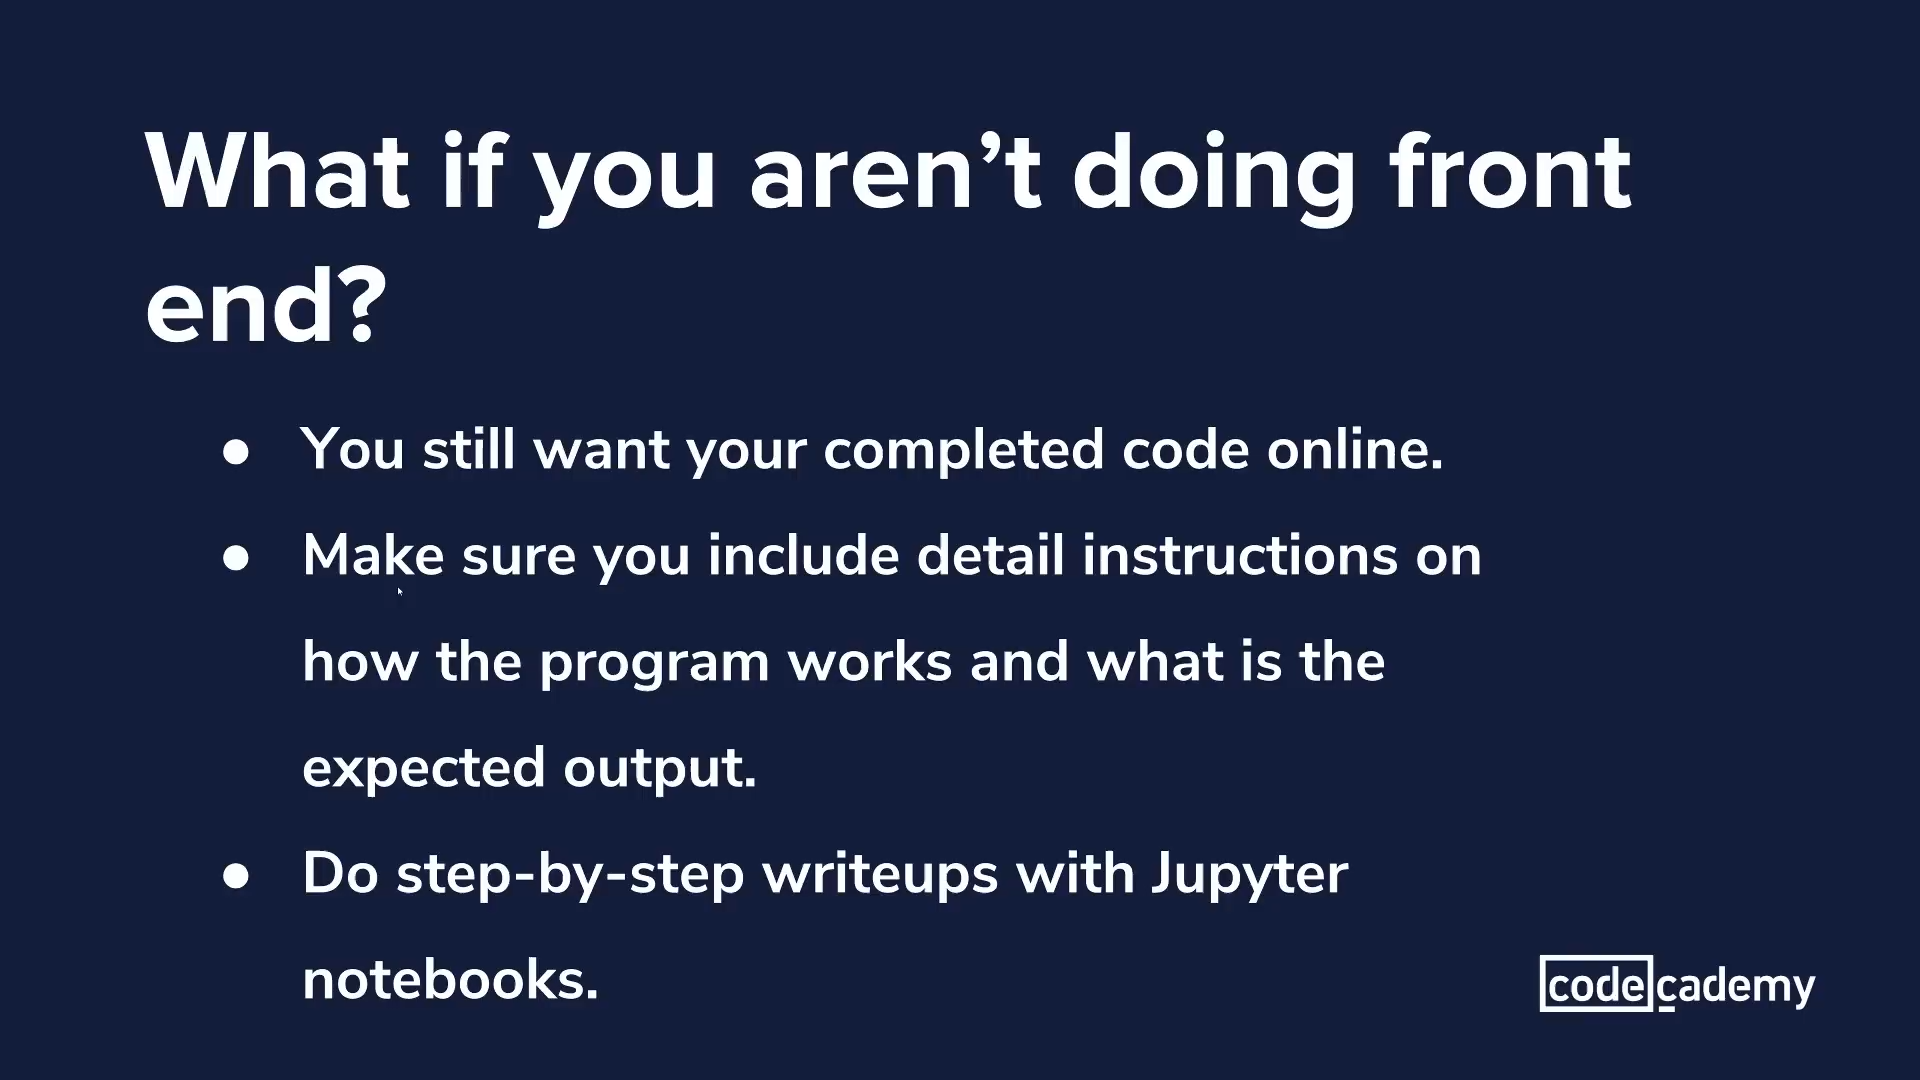 What if you aren’t doing front
end?
● You still want your completed code online.
● Make sure you include detail instructions on
how the program works and what is the
expected output.
● Do step-by-step writeups with Jupyter
notebooks.
codecademy